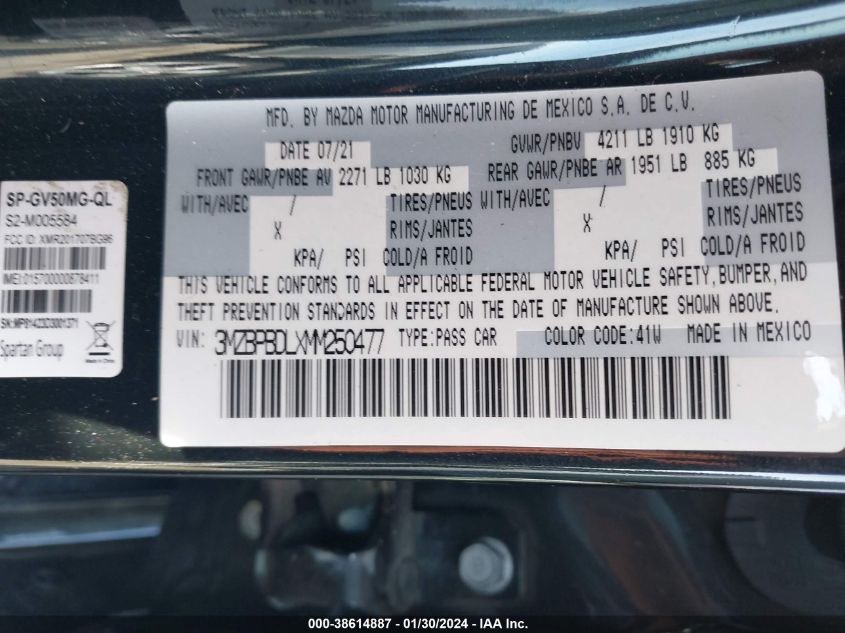 MFD. BY MAZDA MOTOR MANUFACTURING DE MEXICO S.A. DE C.V.
DATE 07/21 GVWR/PNBV 4211 LB 1910 KG
FRONT GAWR/PNBE AV 2271 LB 1030 KG REAR GAWR/PNBE AR 1951 LB 885 KG
WITH/AVEC / TIRES/PNEUS WITH/AVEC / TIRES/PNEUS
X RIMS/JANTES X RIMS/JANTES
KPA/ PSI COLD/A FROID KPA/ PSI COLD/A FROID
THIS VEHICLE CONFORMS TO ALL APPLICABLE FEDERAL MOTOR VEHICLE SAFETY, BUMPER, AND
THEFT PREVENTION STANDARDS IN EFFECT ON THE DATE OF MANUFACTURE SHOWN ABOVE.
VIN: 3MZBPBDLXMM250477 TYPE:PASS CAR COLOR CODE: 41W MADE IN MEXICO
SP-GV50MG-QL
S2-M005584
FCC ID: XMR201707BG96
IMEI:015700000878411
Spartan Group
000-38614887 - 01/30/2024 - IAA Inc.